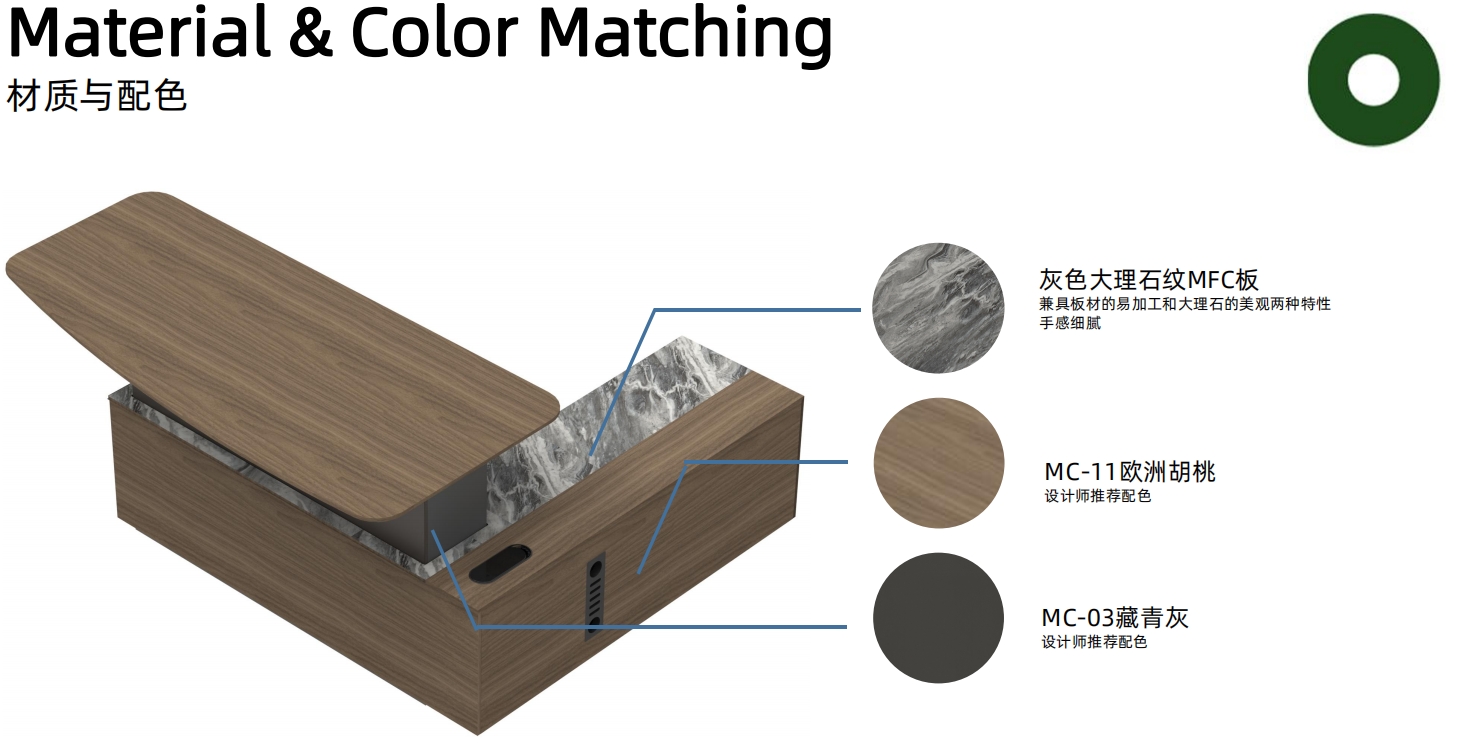 Material & Color Matching
材质与配色
灰色大理石纹MFC板
兼具板材的易加工和大理石的美观两种特性
手感细腻
MC-11欧洲胡桃
设计师推荐配色
MC-03藏青灰
设计师推荐配色